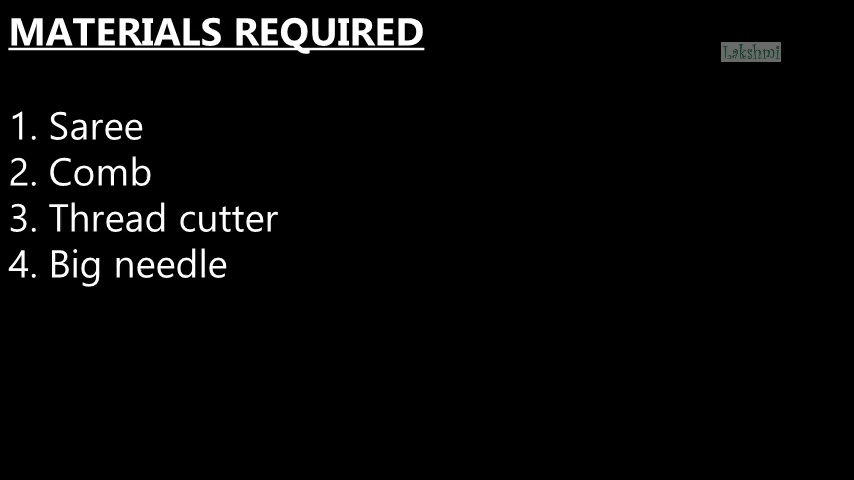 MATERIALS REQUIRED
Lakshmi
1. Saree
2. Comb
3. Thread cutter
4. Big needle